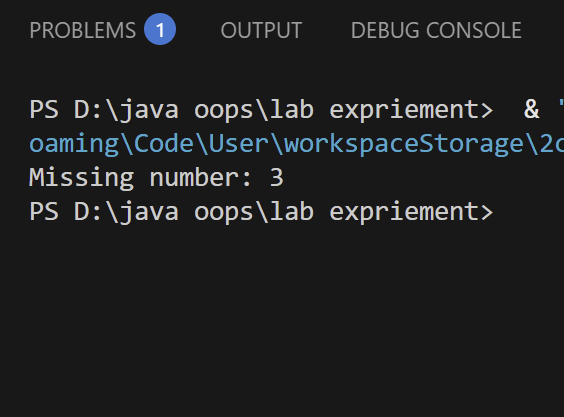 PROBLEMS 1 OUTPUT DEBUG CONSOLE
PS D:\java oops\lab expriement> & '
oaming\Code\User\workspaceStorage\2c
Missing number: 3
PS D:\java oops\lab expriement>